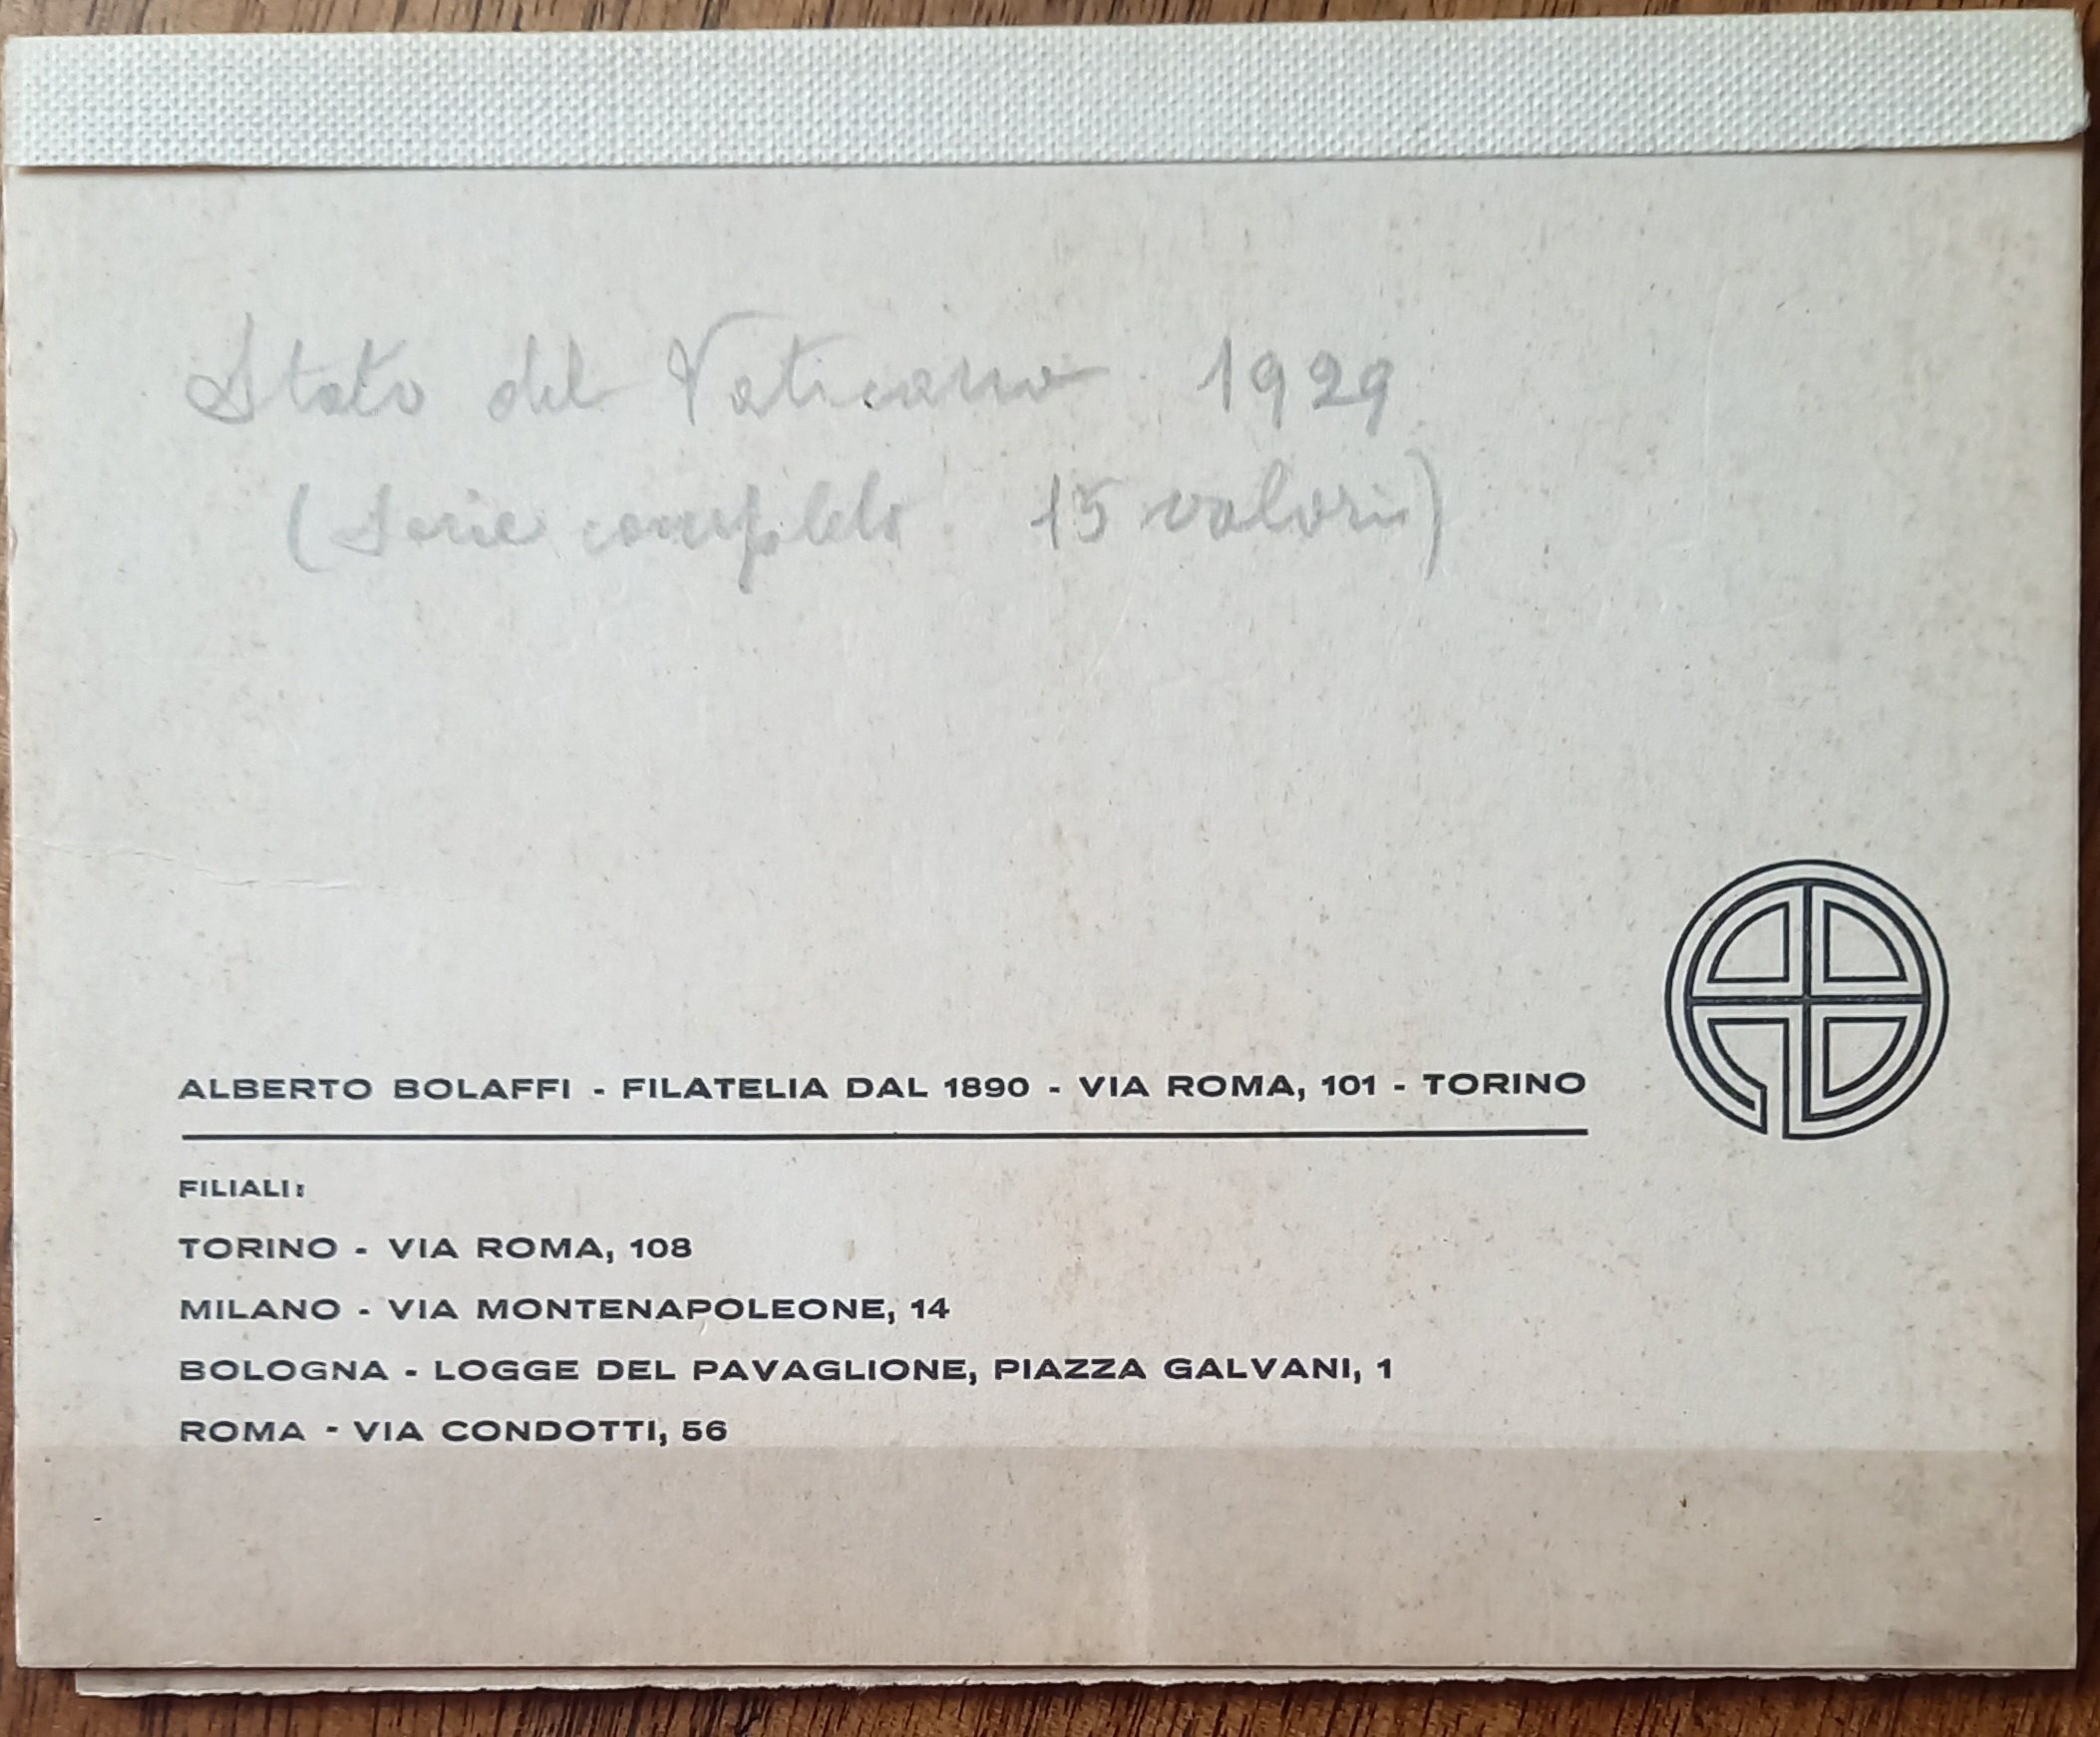 Stato del Vaticano 1929
(Serie completa 15 valori)
ALBERTO BOLAFFI - FILATELIA DAL 1890 - VIA ROMA, 101 - TORINO
FILIALI:
TORINO - VIA ROMA, 108
MILANO - VIA MONTENAPOLEONE, 14
BOLOGNA - LOGGE DEL PAVAGLIONE, PIAZZA GALVANI, 1
ROMA - VIA CONDOTTI, 56